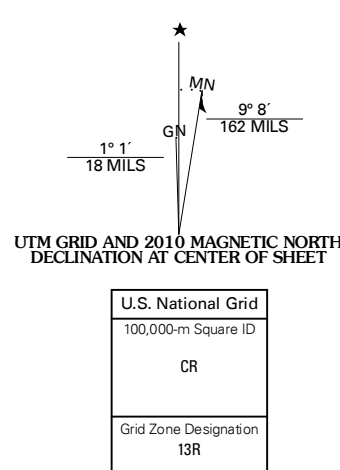 ★
MN
GN
9° 8´
162 MILS
1° 1´
18 MILS
UTM GRID AND 2010 MAGNETIC NORTH
DECLINATION AT CENTER OF SHEET
U.S. National Grid
100,000-m Square ID
CR
Grid Zone Designation
13R